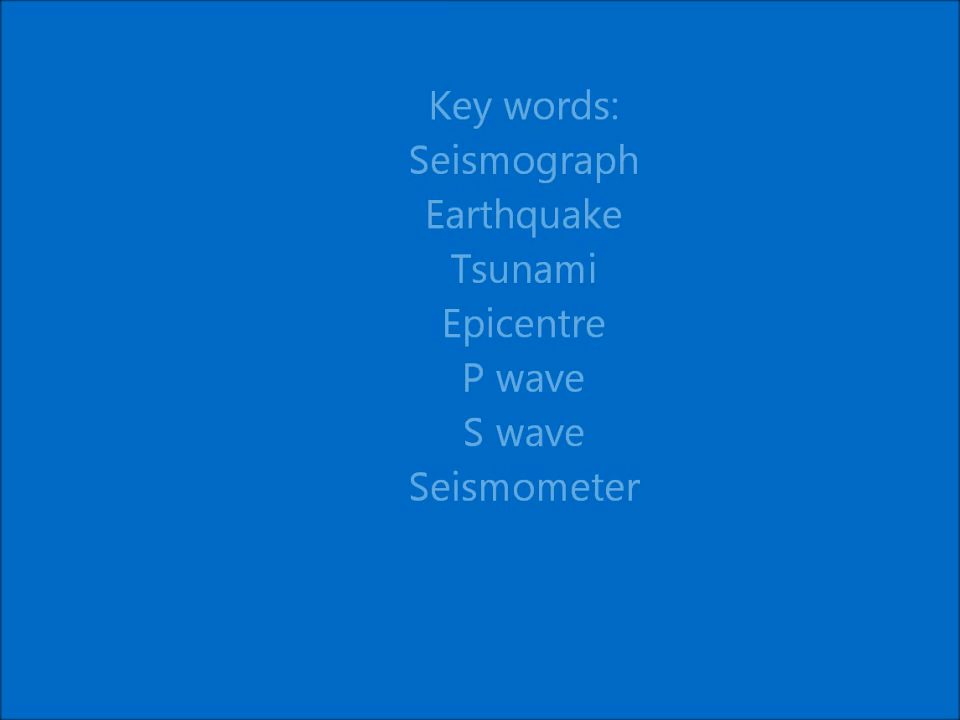 Key words:
Seismograph
Earthquake
Tsunami
Epicentre
P wave
S wave
Seismometer